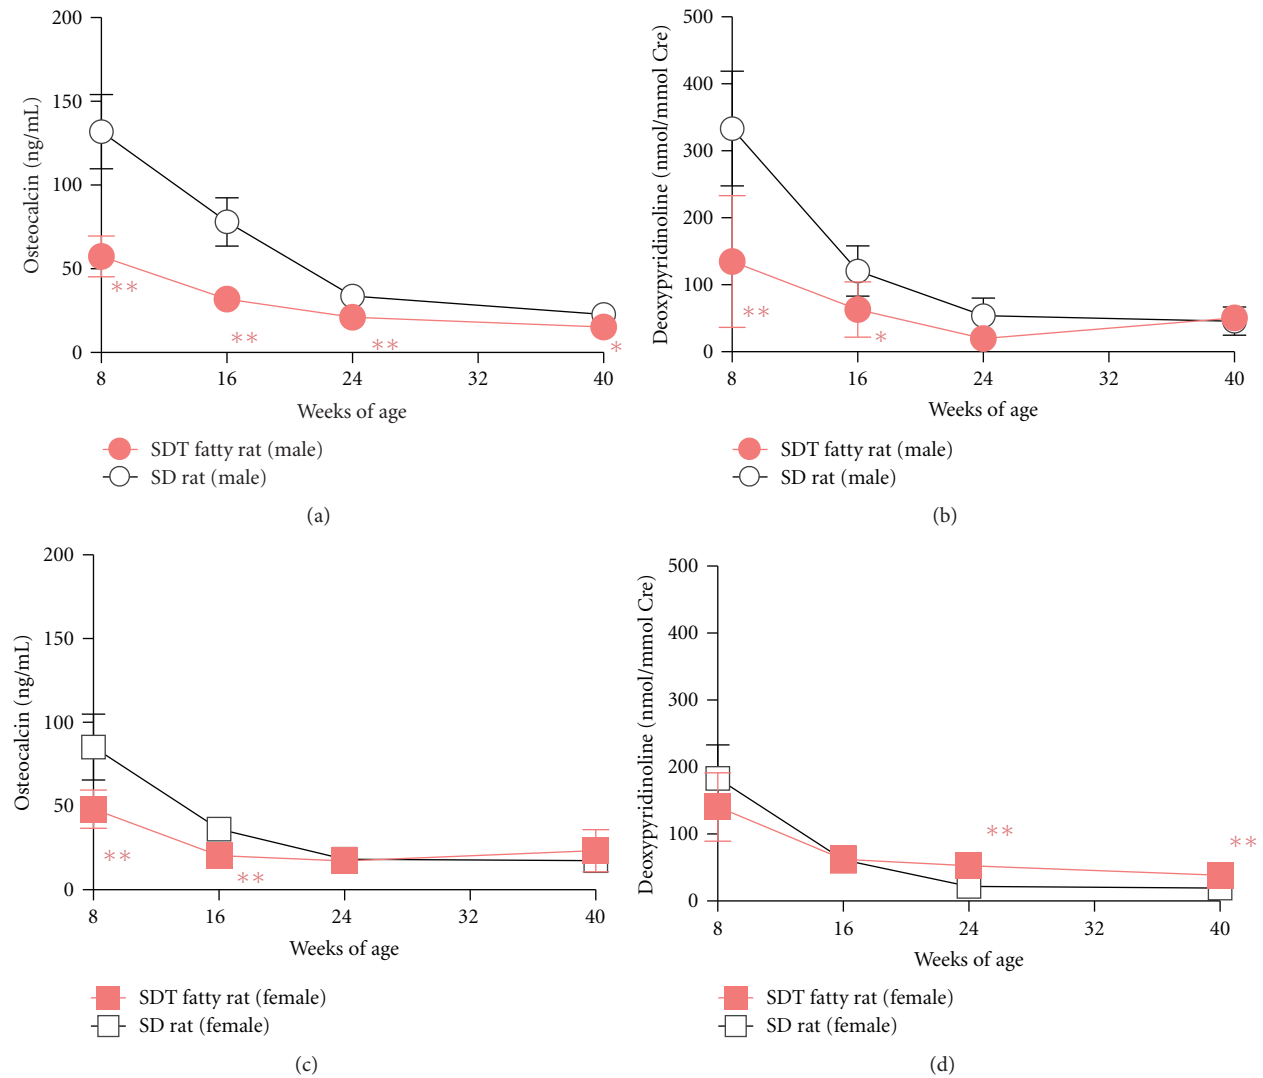 Osteocalcin (ng/mL)
200
150
100
50
0
8 16 24 32 40
**
**
**
*
Weeks of age
SDT fatty rat (male)
SD rat (male)
(a)
Deoxypyridinoline (nmol/mmol Cre)
500
400
300
200
100
0
8 16 24 32 40
**
*
Weeks of age
SDT fatty rat (male)
SD rat (male)
(b)
Osteocalcin (ng/mL)
200
150
100
50
0
8 16 24 32 40
**
**
Weeks of age
SDT fatty rat (female)
SD rat (female)
(c)
Deoxypyridinoline (nmol/mmol Cre)
500
400
300
200
100
0
8 16 24 32 40
**
**
Weeks of age
SDT fatty rat (female)
SD rat (female)
(d)